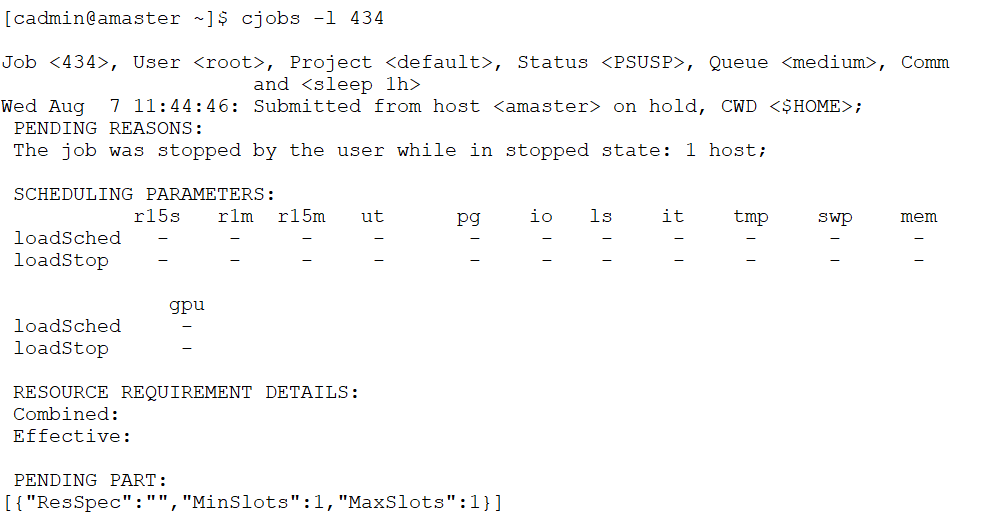 [cadmin@amaster ~]$ cjobs -l 434
Job <434>, User <root>, Project <default>, Status <PSUSP>, Queue <medium>, Comm
and <sleep 1h>
Wed Aug  7 11:44:46: Submitted from host <amaster> on hold, CWD <$HOME>;
PENDING REASONS:
The job was stopped by the user while in stopped state: 1 host;
SCHEDULING PARAMETERS:
r15s r1m r15m ut pg io ls it tmp swp mem
loadSched - - - - - - - - - - -
loadStop - - - - - - - - - - -
gpu
loadSched -
loadStop -
RESOURCE REQUIREMENT DETAILS:
Combined:
Effective:
PENDING PART:
[{"ResSpec":"","MinSlots":1,"MaxSlots":1}]